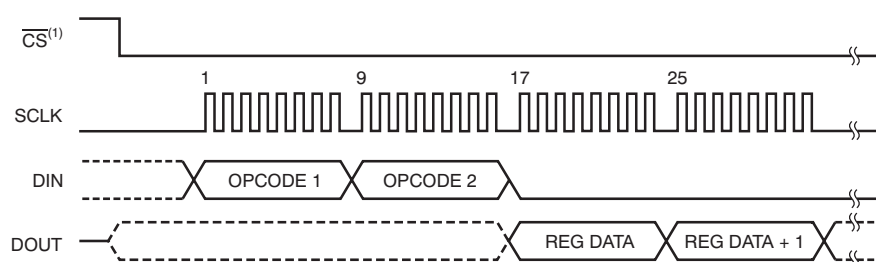 CS(1)
1 9 17 25
SCLK
DIN OPCODE 1 OPCODE 2
DOUT REG DATA REG DATA + 1